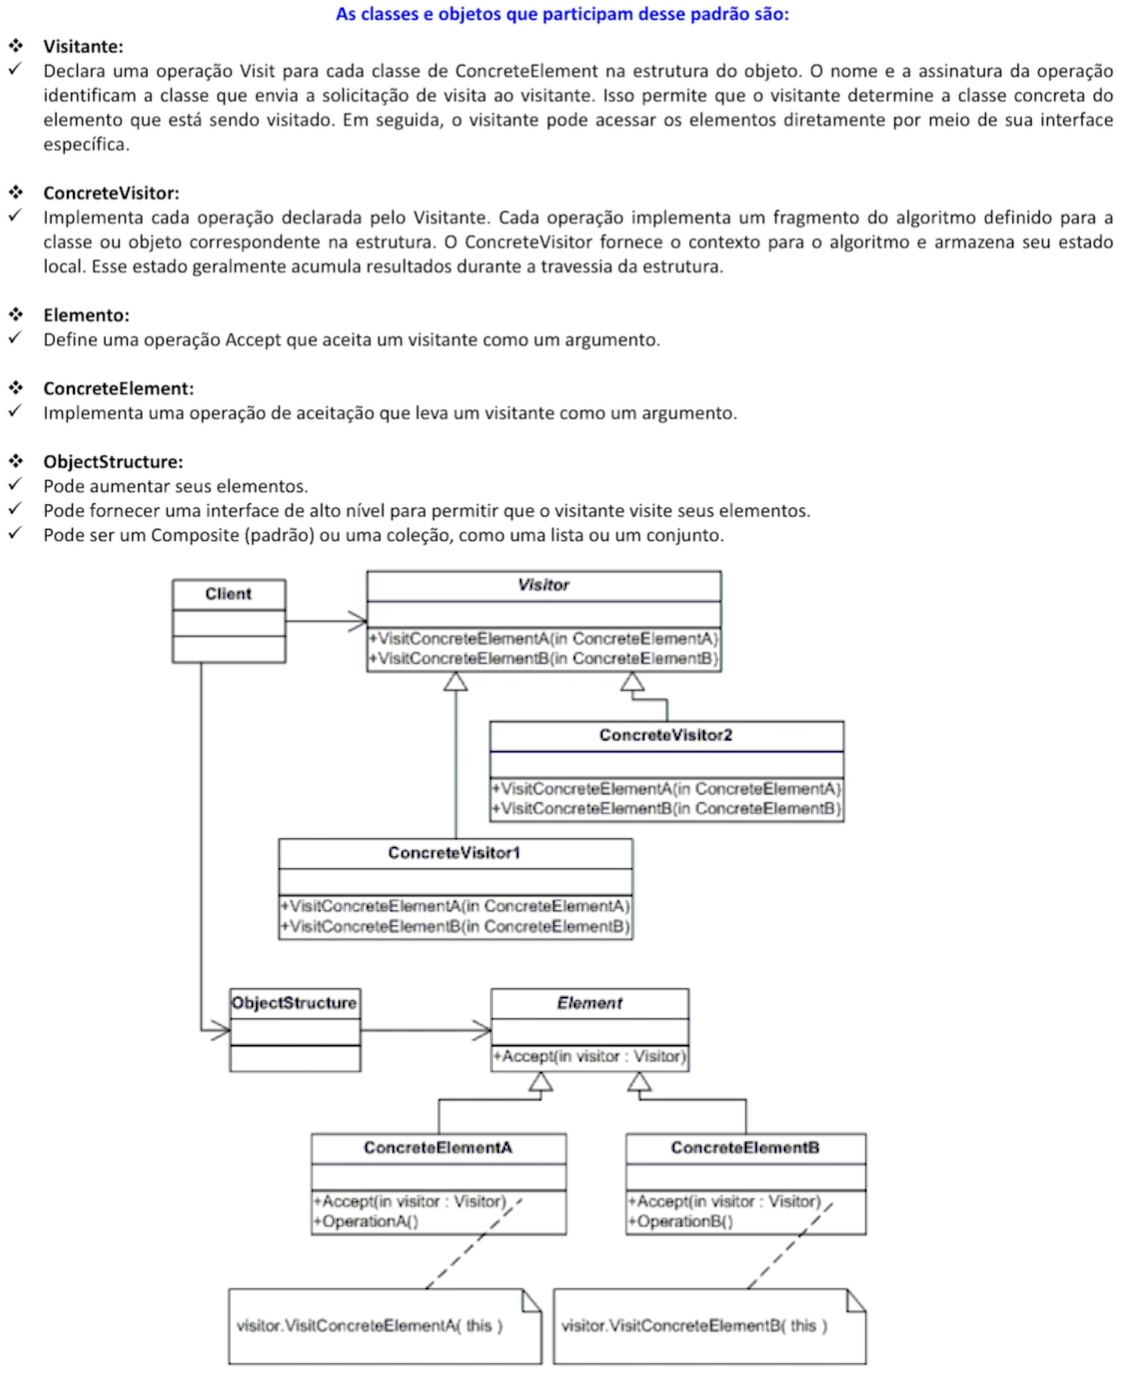 As classes e objetos que participam desse padrão são:
❖ Visitante:
✓ Declara uma operação Visit para cada classe de ConcreteElement na estrutura do objeto. O nome e a assinatura da operação
identificam a classe que envia a solicitação de visita ao visitante. Isso permite que o visitante determine a classe concreta do
elemento que está sendo visitado. Em seguida, o visitante pode acessar os elementos diretamente por meio de sua interface
específica.
❖ ConcreteVisitor:
✓ Implementa cada operação declarada pelo Visitante. Cada operação implementa um fragmento do algoritmo definido para a
classe ou objeto correspondente na estrutura. O ConcreteVisitor fornece o contexto para o algoritmo e armazena seu estado
local. Esse estado geralmente acumula resultados durante a travessia da estrutura.
❖ Elemento:
✓ Define uma operação Accept que aceita um visitante como um argumento.
❖ ConcreteElement:
✓ Implementa uma operação de aceitação que leva um visitante como um argumento.
❖ ObjectStructure:
✓ Pode aumentar seus elementos.
✓ Pode fornecer uma interface de alto nível para permitir que o visitante visite seus elementos.
✓ Pode ser um Composite (padrão) ou uma coleção, como uma lista ou um conjunto.
Client
Visitor
+VisitConcreteElementA(in ConcreteElementA)
+VisitConcreteElementB(in ConcreteElementB)
ConcreteVisitor2
+VisitConcreteElementA(in ConcreteElementA)
+VisitConcreteElementB(in ConcreteElementB)
ConcreteVisitor1
+VisitConcreteElementA(in ConcreteElementA)
+VisitConcreteElementB(in ConcreteElementB)
ObjectStructure
Element
+Accept(in visitor : Visitor)
ConcreteElementA
+Accept(in visitor : Visitor)
+OperationA()
ConcreteElementB
+Accept(in visitor : Visitor)
+OperationB()
visitor.VisitConcreteElementA( this )
visitor.VisitConcreteElementB( this )